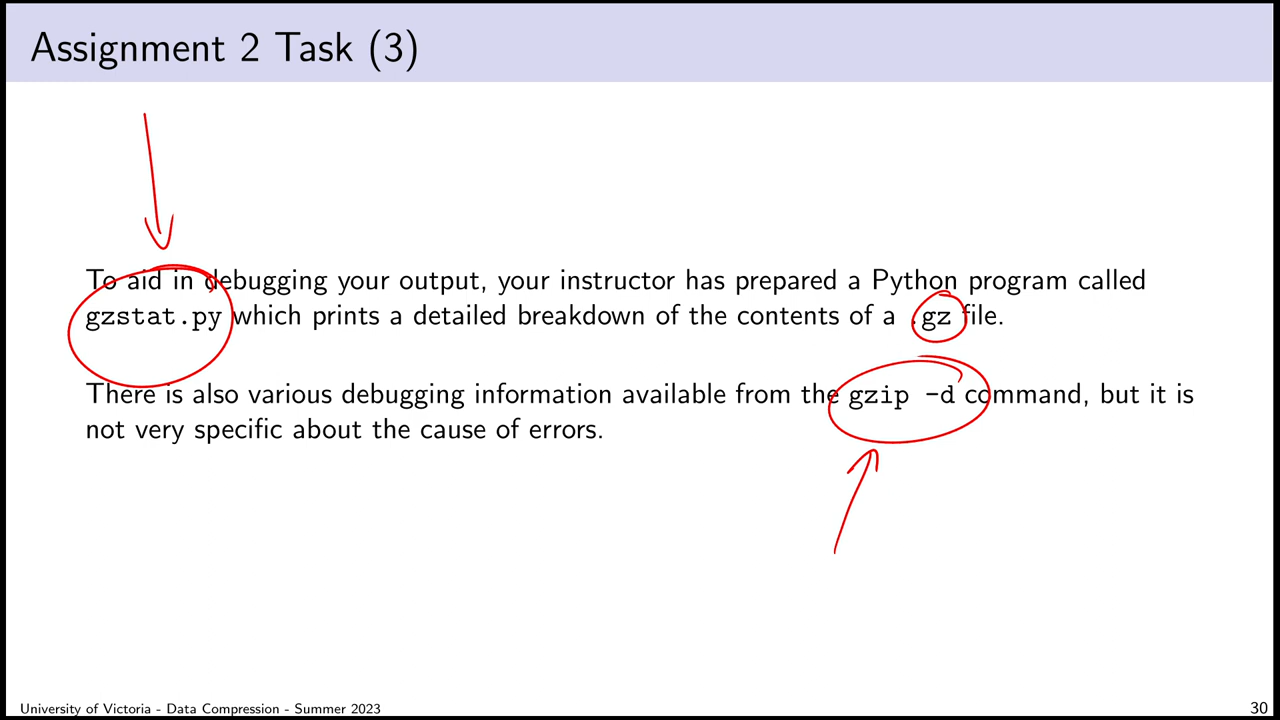 Assignment 2 Task (3)
To aid in debugging your output, your instructor has prepared a Python program called
gzstat.py which prints a detailed breakdown of the contents of a .gz file.
There is also various debugging information available from the gzip -d command, but it is
not very specific about the cause of errors.
University of Victoria - Data Compression - Summer 2023
30